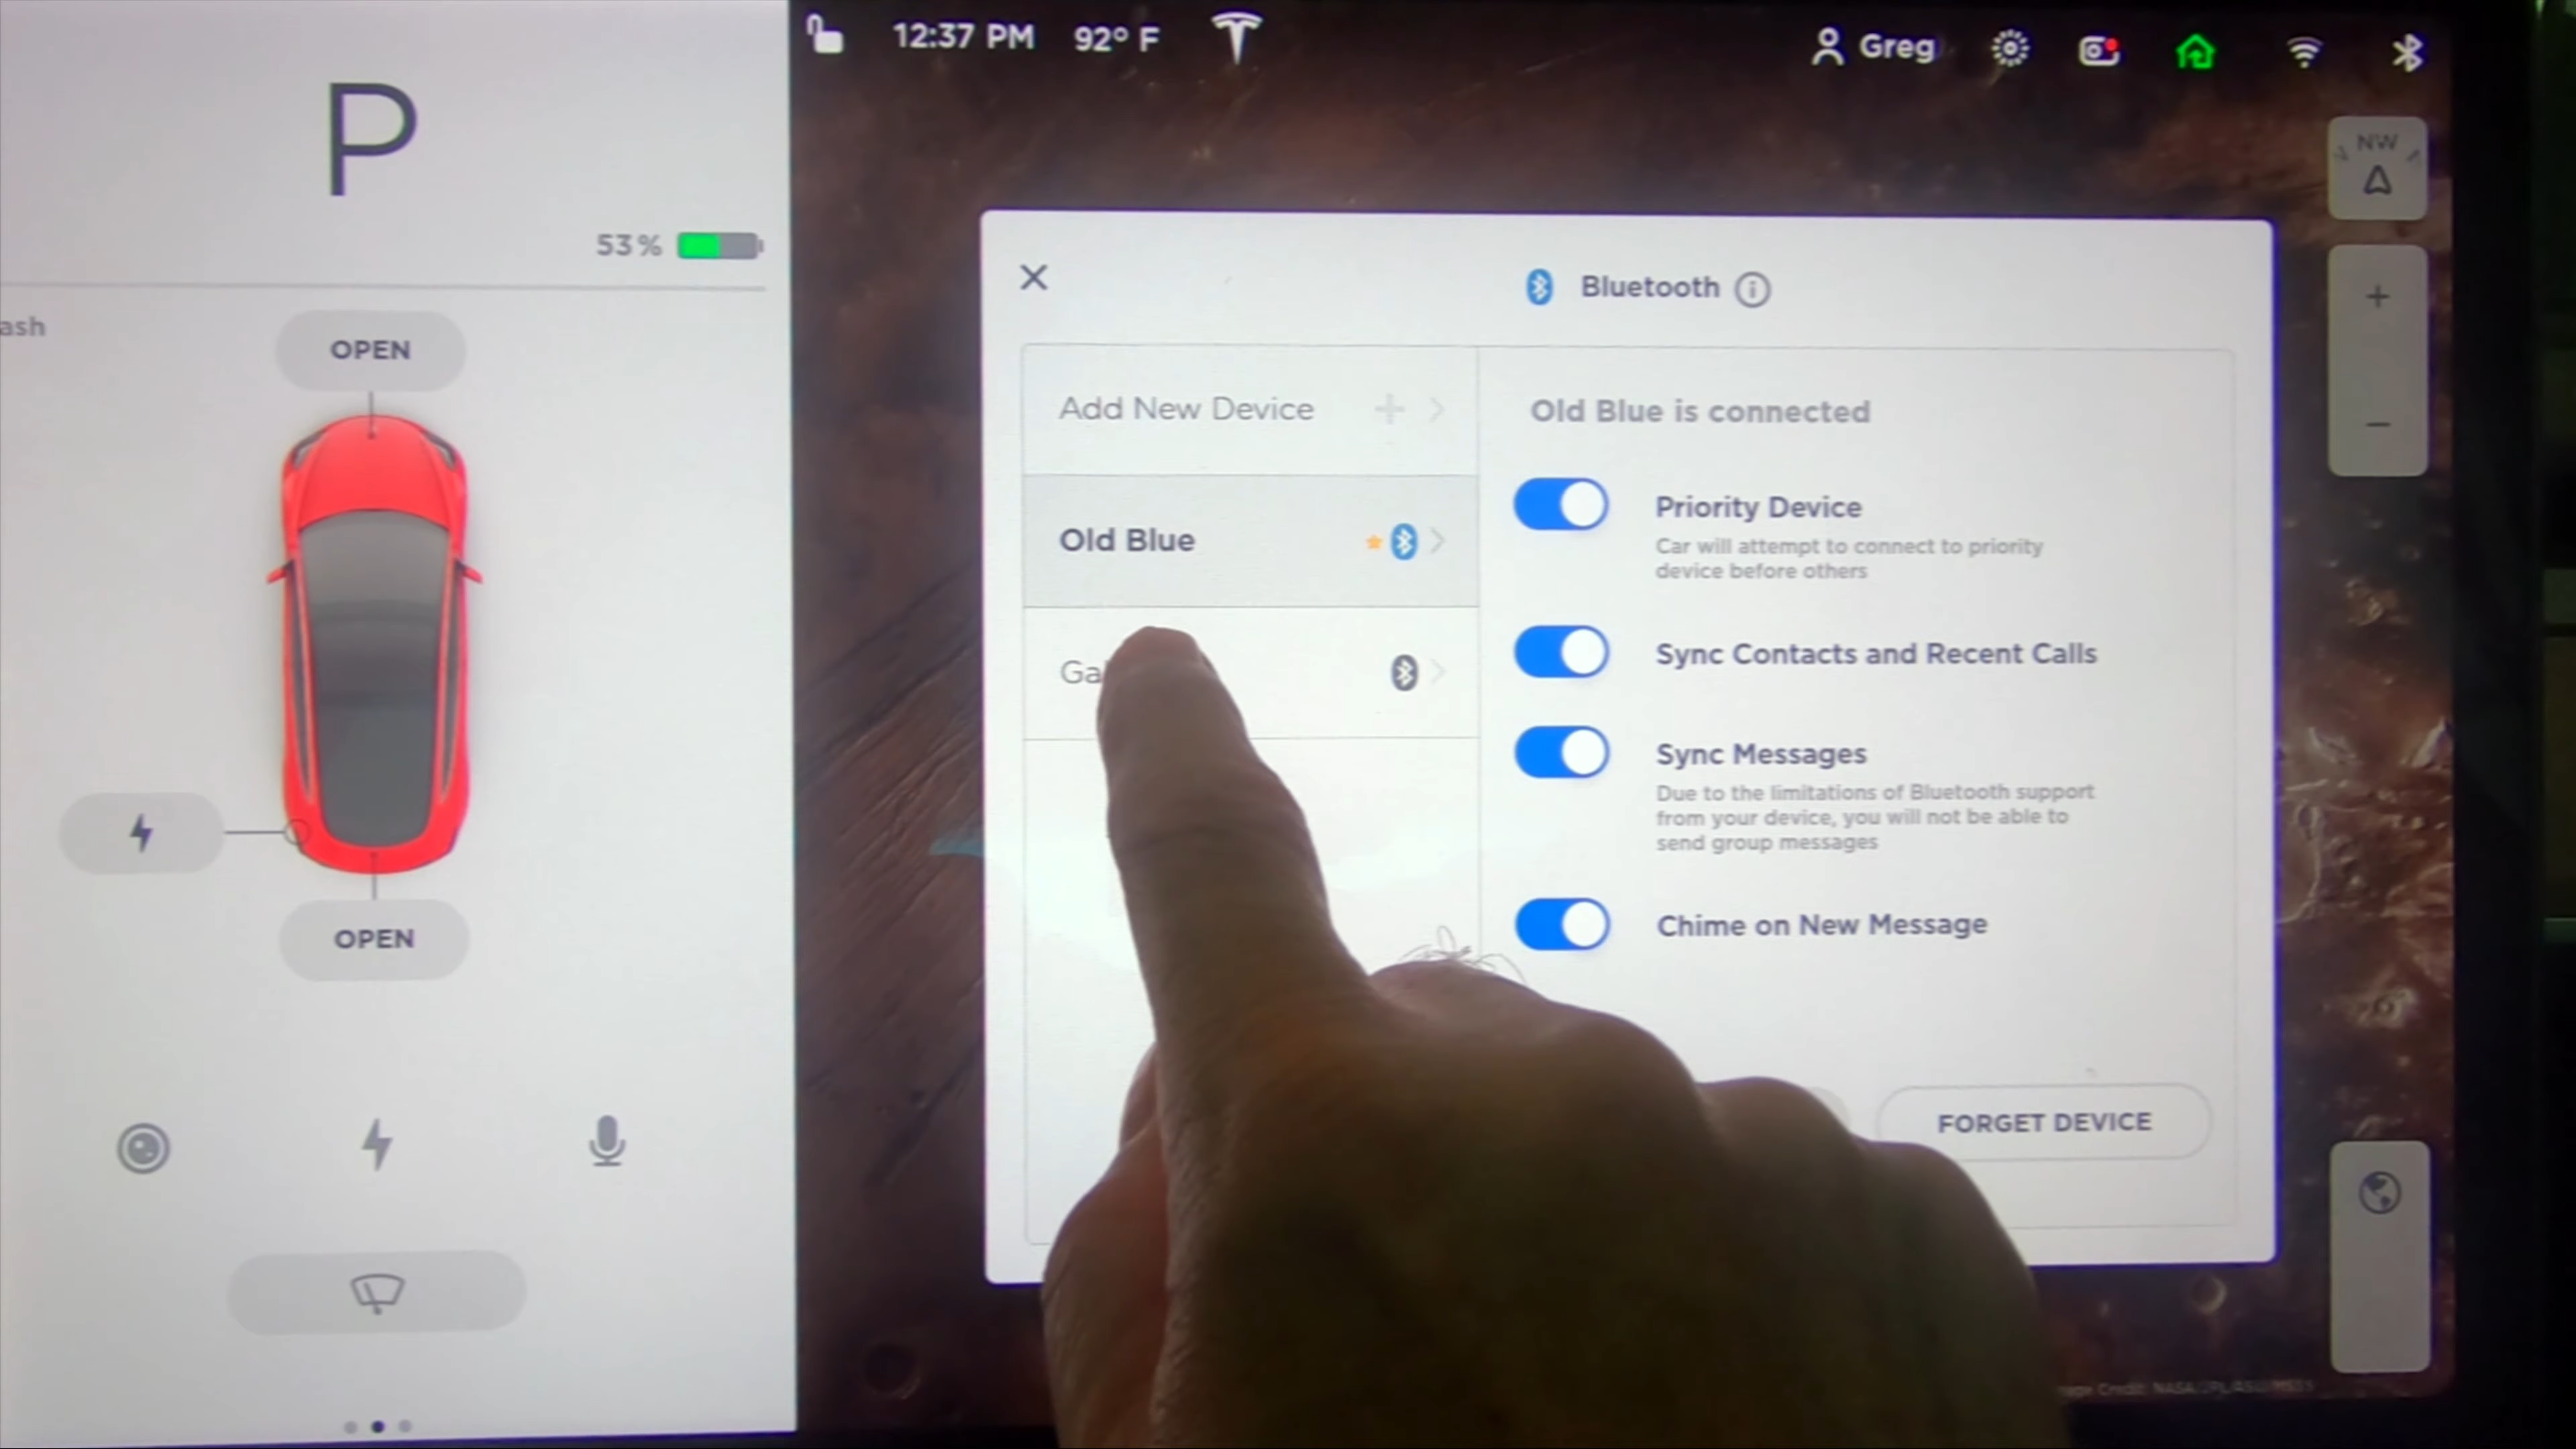 P
53%
ash
OPEN
OPEN
12:37 PM 92° F
Greg
NW
Bluetooth
Add New Device
Old Blue
Old Blue is connected
Priority Device
Car will attempt to connect to priority
device before others
Sync Contacts and Recent Calls
Sync Messages
Due to the limitations of Bluetooth support
from your device, you will not be able to
send group messages
Chime on New Message
FORGET DEVICE